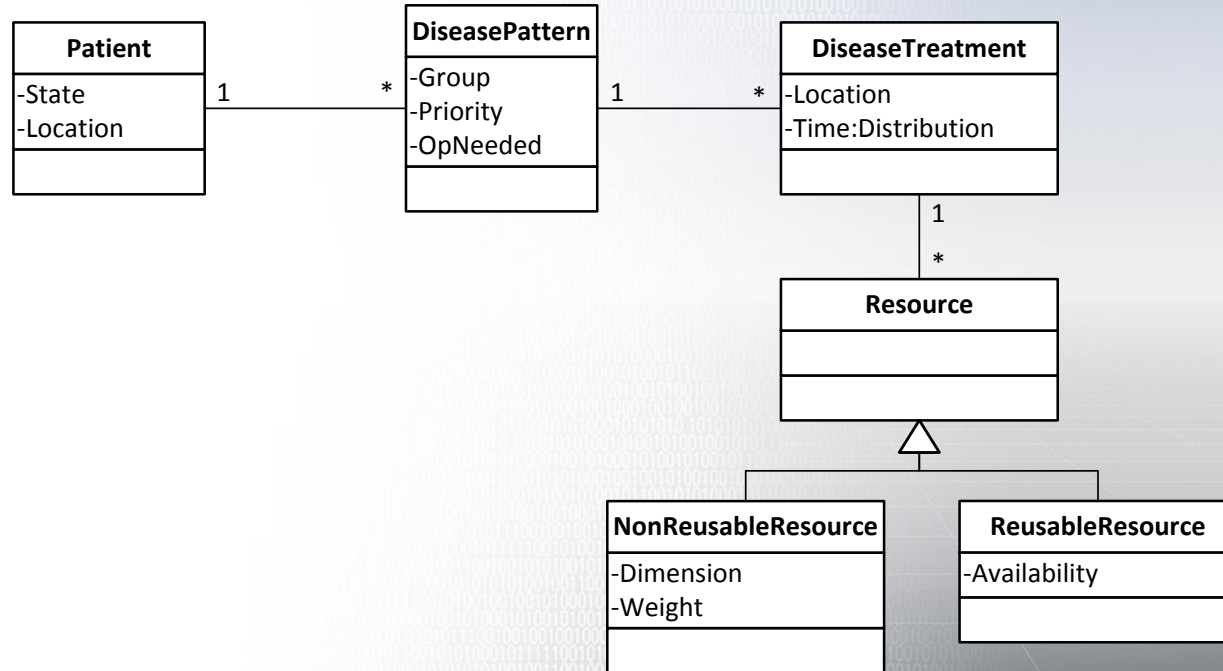 Patient
-State
-Location
1
*
DiseasePattern
-Group
-Priority
-OpNeeded
1
*
DiseaseTreatment
-Location
-Time:Distribution
1
*
Resource
NonReusableResource
-Dimension
-Weight
ReusableResource
-Availability